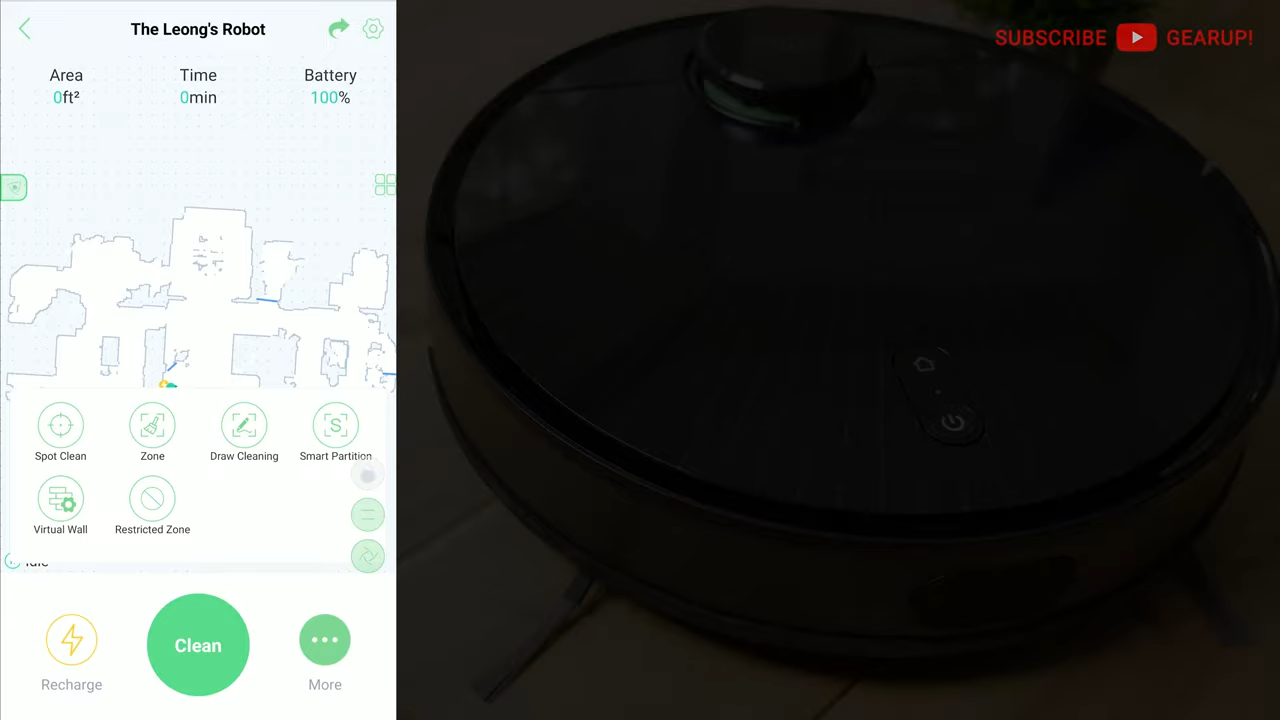 The Leong's Robot
Area
Time
Battery
0ft²
0min
100%
SUBSCRIBE GEARUP!
Spot Clean
Zone
Draw Cleaning
Smart Partition
S
Virtual Wall
Restricted Zone
Idle
Clean
Recharge
More